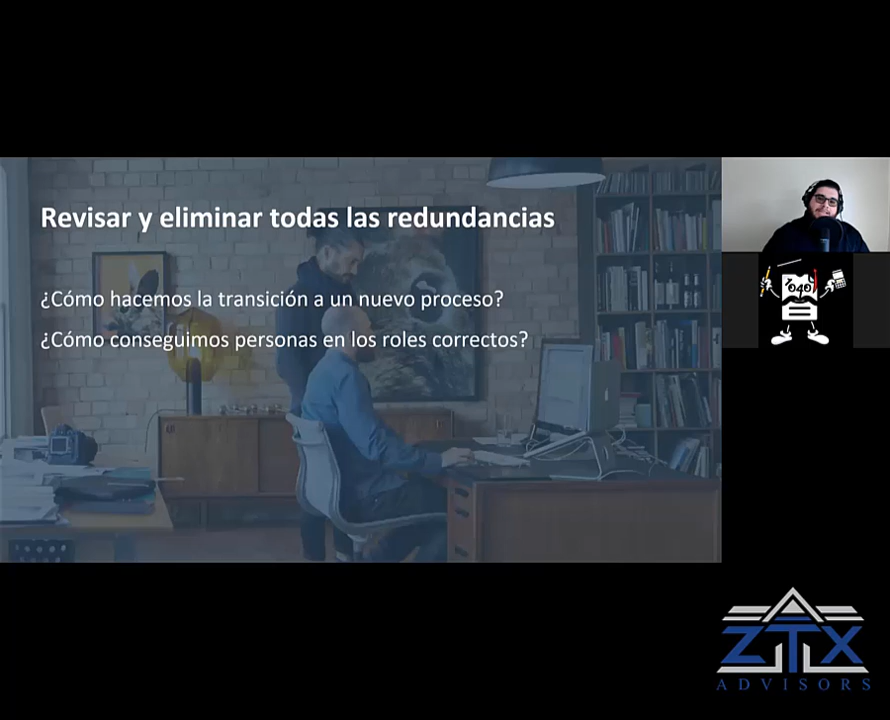 Revisar y eliminar todas las redundancias
¿Cómo hacemos la transición a un nuevo proceso?
¿Cómo conseguimos personas en los roles correctos?
1040
ZTX
ADVISORS